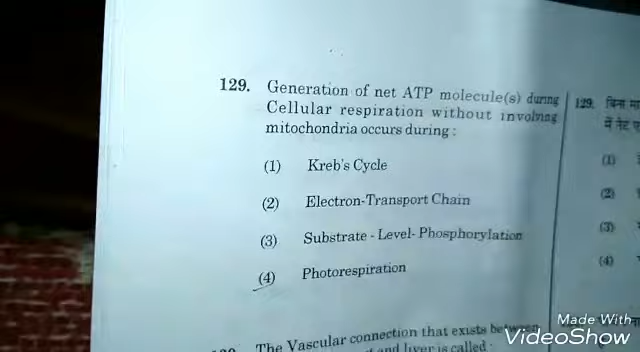 129. Generation of net ATP molecule(s) during
Cellular respiration without involving
mitochondria occurs during :
(1) Kreb's Cycle
(2) Electron-Transport Chain
(3) Substrate - Level- Phosphorylation
(4) Photorespiration
The Vascular connection that exists between
and liver is called :
129. बिना
में नेट
(1)
(2)
(3)
(4)
Made With
VideoShow